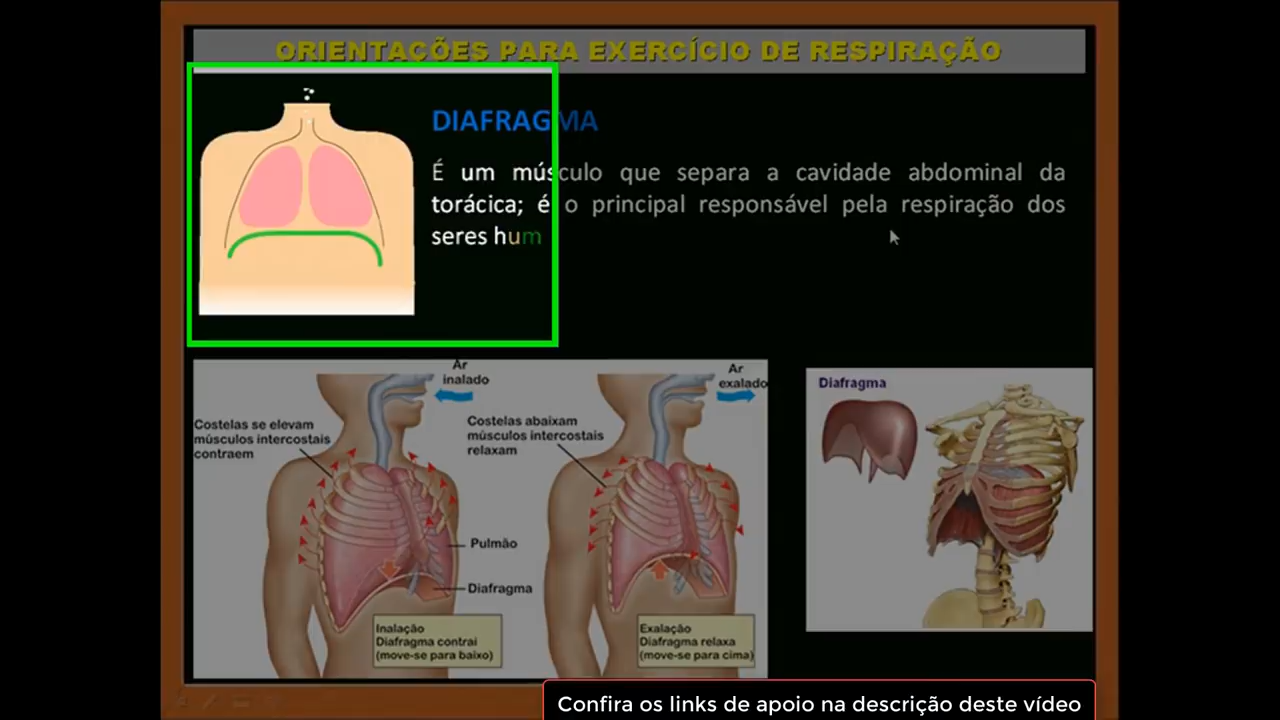 ORIENTAÇÕES PARA EXERCÍCIO DE RESPIRAÇÃO
DIAFRAGMA
É um músculo que separa a cavidade abdominal da
torácica; é o principal responsável pela respiração dos
seres hum
Ar
inalado
Costelas se elevam
músculos intercostais
contraem
Pulmão
Diafragma
Inalação
Diafragma contrai
(move-se para baixo)
Ar
exalado
Costelas abaixam
músculos intercostais
relaxam
Exalação
Diafragma relaxa
(move-se para cima)
Diafragma
Confira os links de apoio na descrição deste vídeo